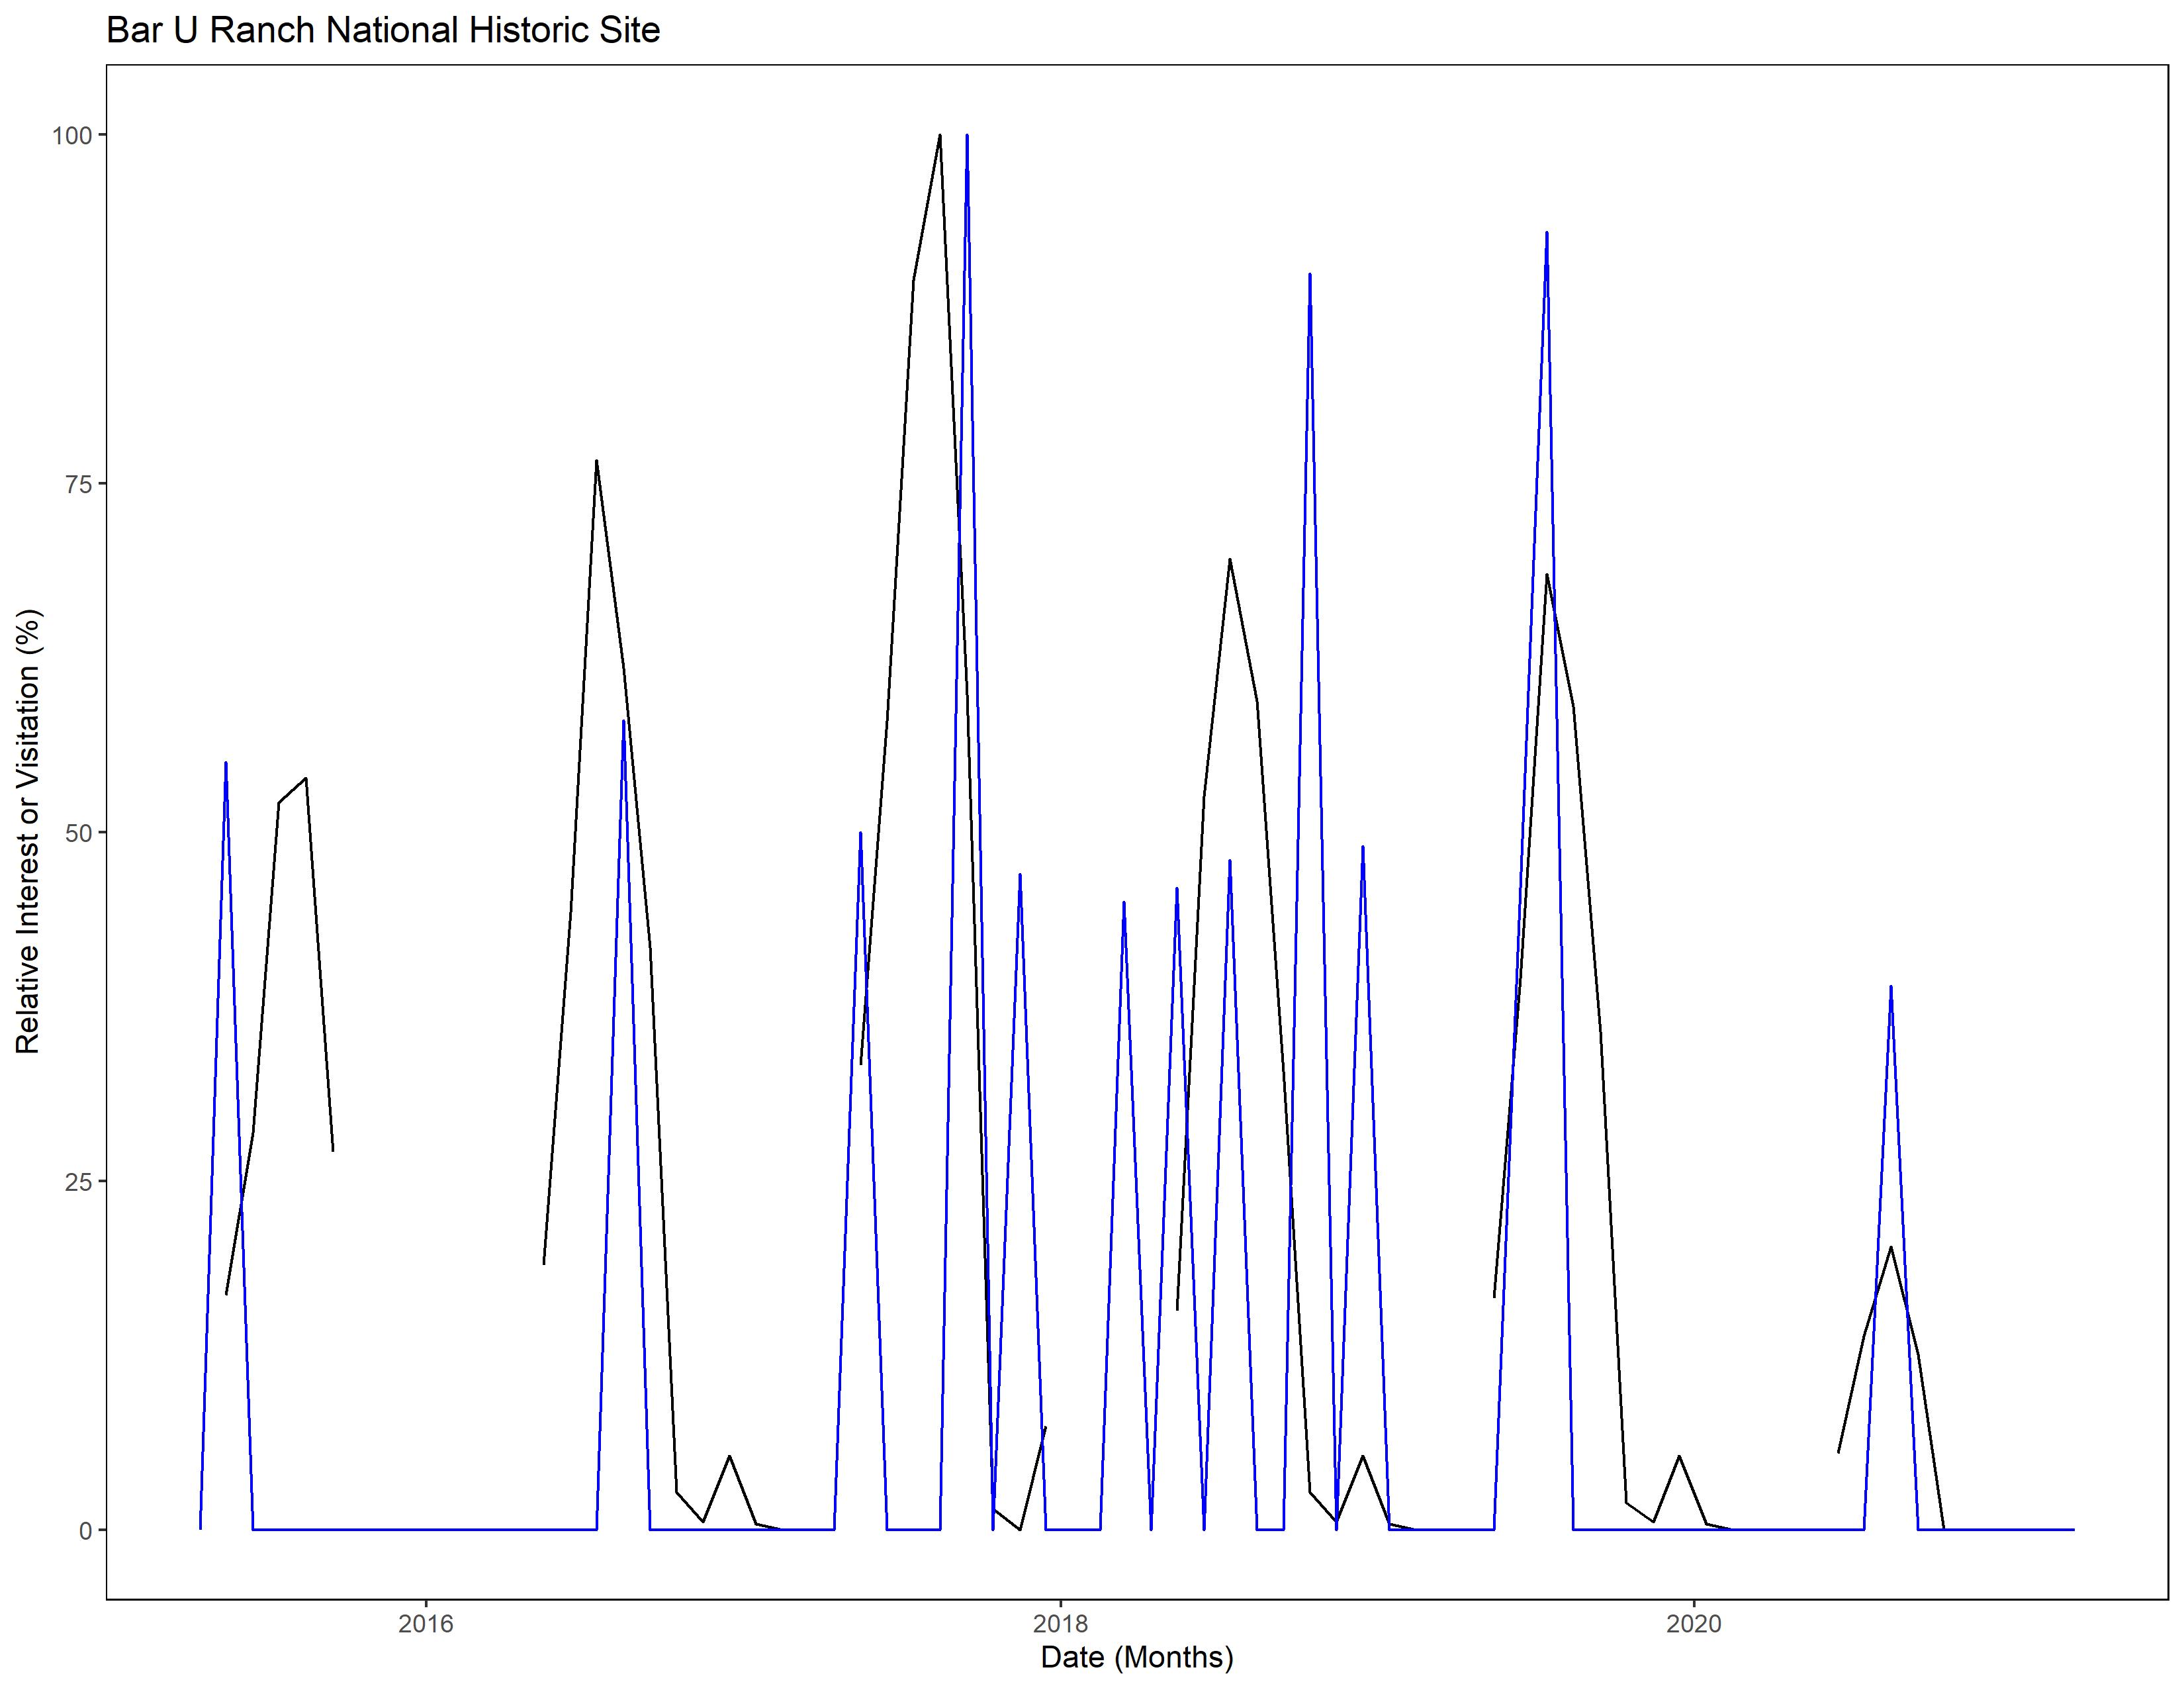 Bar U Ranch National Historic Site
Relative Interest or Visitation (%)
100
75
50
25
0
2016
2018
2020
Date (Months)